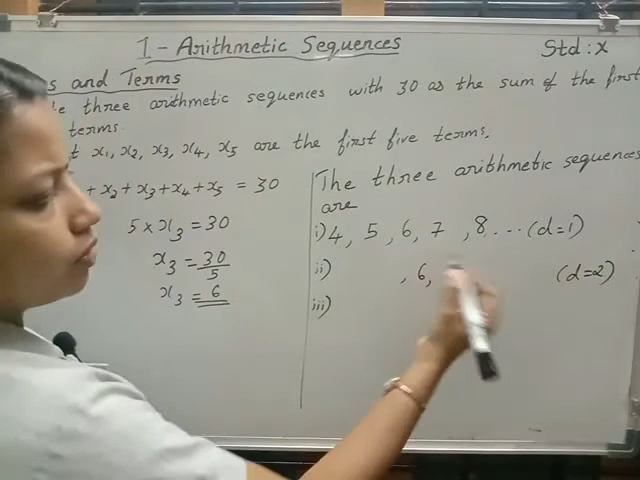 I - Arithmetic Sequences
Std : X
s and Terms
three arithmetic sequences with 30 as the sum of the first
terms.
x₁, x₂, x₃, x₄, x₅ are the first five terms.
+ x₂ + x₃ + x₄ + x₅ = 30
5 × x₃ = 30
x₃ = 30/5
x₃ = 6
The three arithmetic sequences
are
i) 4, 5, 6, 7, 8 ... (d=1)
ii) , 6, (d=2)
iii)